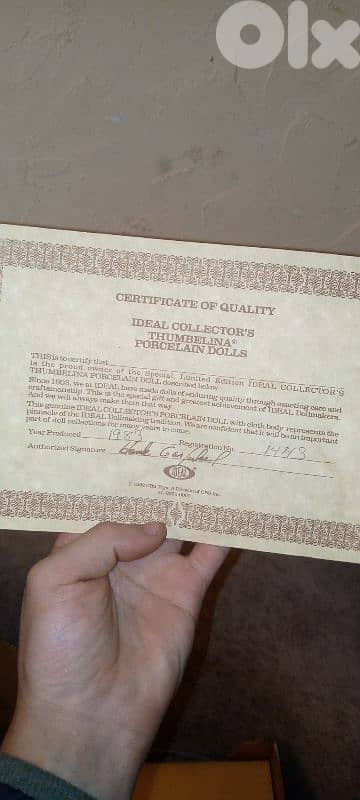 Olx
CERTIFICATE OF QUALITY
IDEAL COLLECTOR'S
THUMBELINA®
PORCELAIN DOLLS
THIS is to certify that
is the proud owner of the Special, Limited Edition IDEAL COLLECTOR'S
THUMBELINA PORCELAIN DOLL described below
Since 1906, we at IDEAL have made dolls of enduring quality through unending care and
craftsmanship. This is the special gift and greatest achievement of IDEAL Dollmakers.
And we will always make them that way.
This genuine IDEAL COLLECTOR'S PORCELAIN DOLL with cloth body represents the
pinnacle of the IDEAL Dollmaking tradition. We are confident that it will be an important
part of doll collections for many years to come.
Year Produced 1983 Registration No.
Authorized Signature
IDEAL